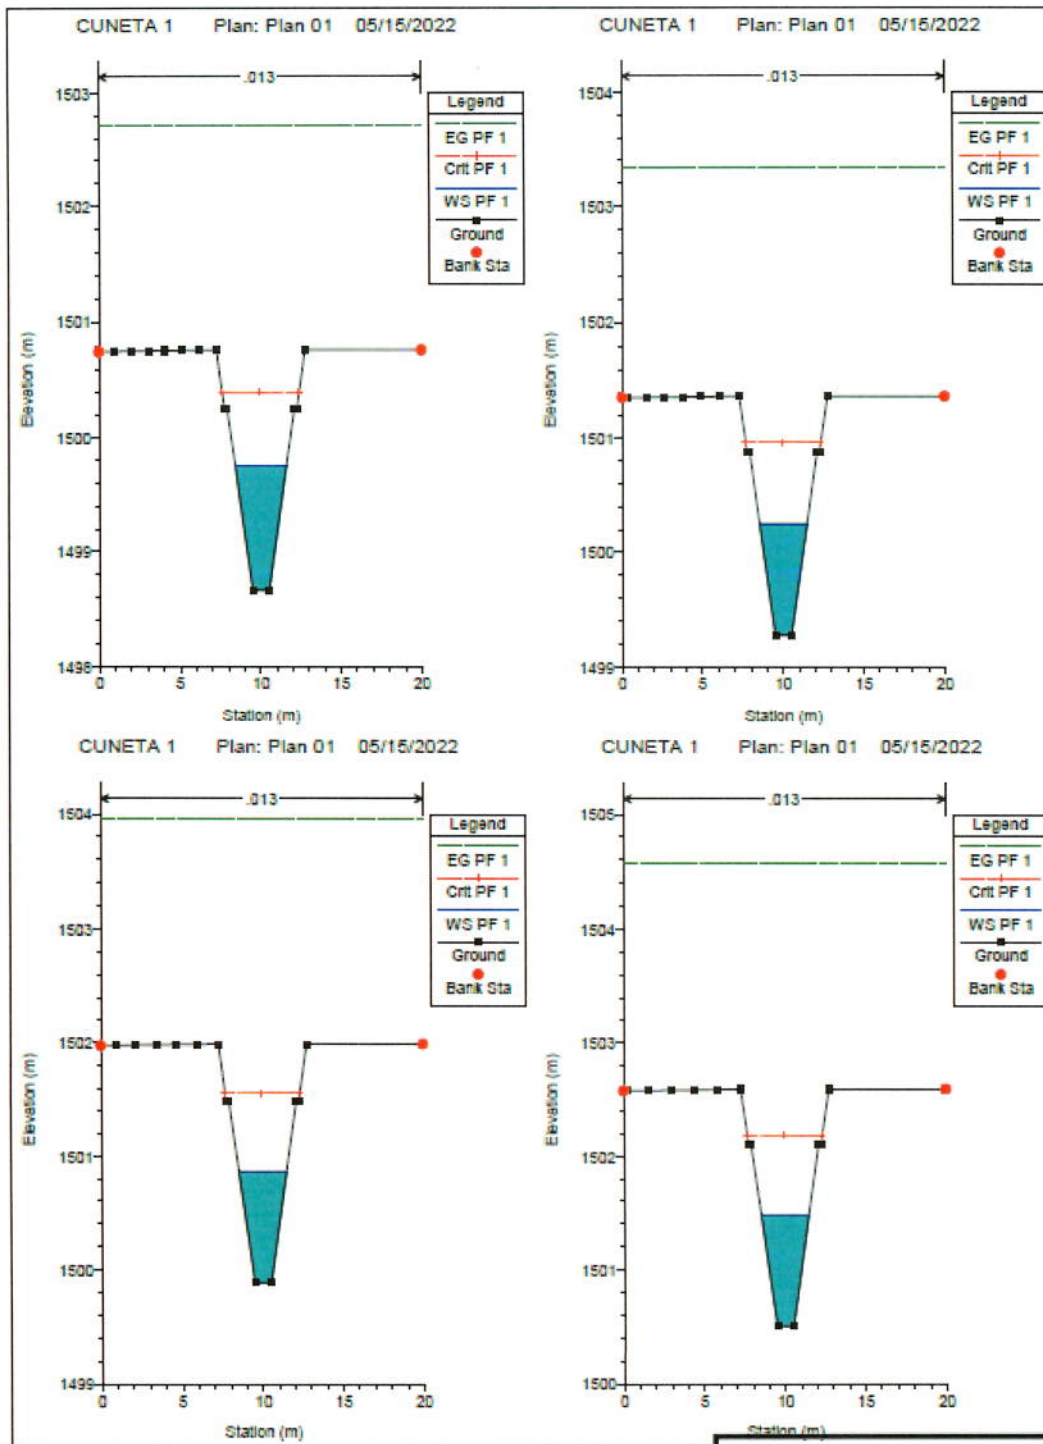 CUNETA 1 Plan: Plan 01 05/15/2022
.013
Legend
EG PF 1
Crit PF 1
WS PF 1
Ground
Bank Sta
1503
1502
1501
1500
1499
1498
Elevation (m)
0 5 10 15 20
Station (m)
CUNETA 1 Plan: Plan 01 05/15/2022
.013
Legend
EG PF 1
Crit PF 1
WS PF 1
Ground
Bank Sta
1504
1503
1502
1501
1500
1499
Elevation (m)
0 5 10 15 20
Station (m)
CUNETA 1 Plan: Plan 01 05/15/2022
.013
Legend
EG PF 1
Crit PF 1
WS PF 1
Ground
Bank Sta
1504
1503
1502
1501
1500
1499
Elevation (m)
0 5 10 15 20
Station (m)
CUNETA 1 Plan: Plan 01 05/15/2022
.013
Legend
EG PF 1
Crit PF 1
WS PF 1
Ground
Bank Sta
1505
1504
1503
1502
1501
1500
Elevation (m)
0 5 10 15 20
Station (m)